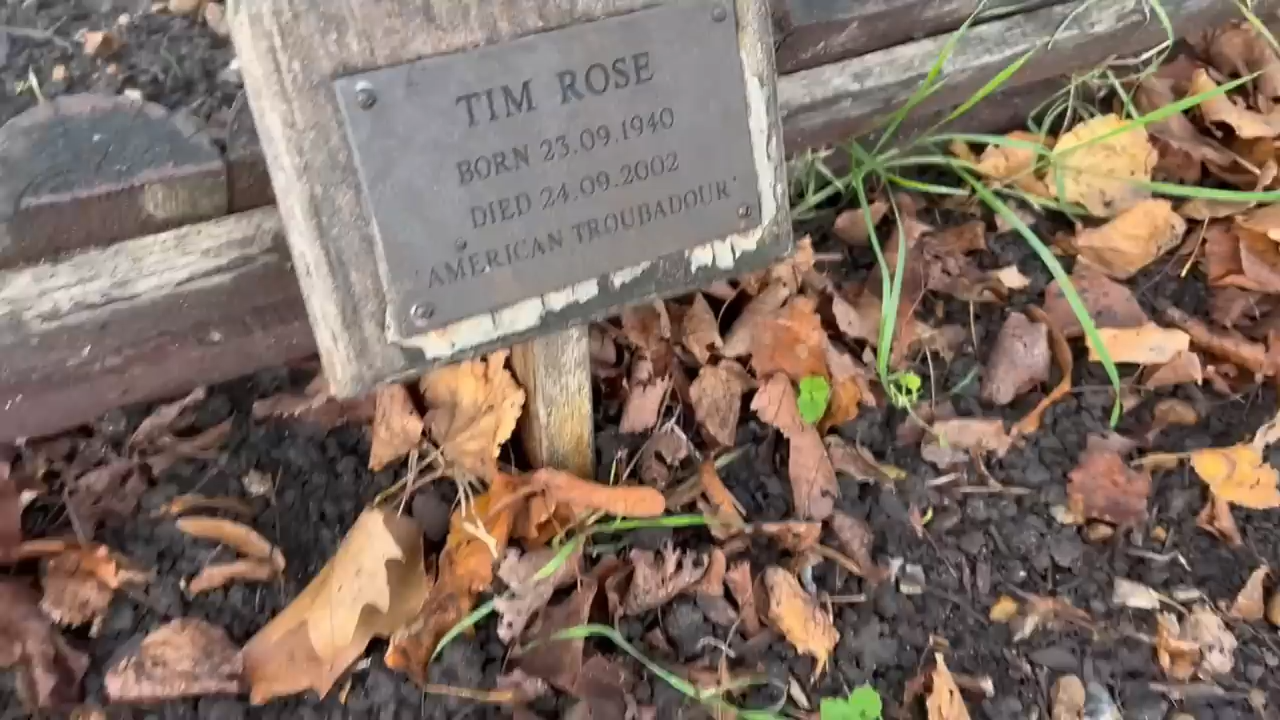 TIM ROSE
BORN 23.09.1940
DIED 24.09.2002
'AMERICAN TROUBADOUR'